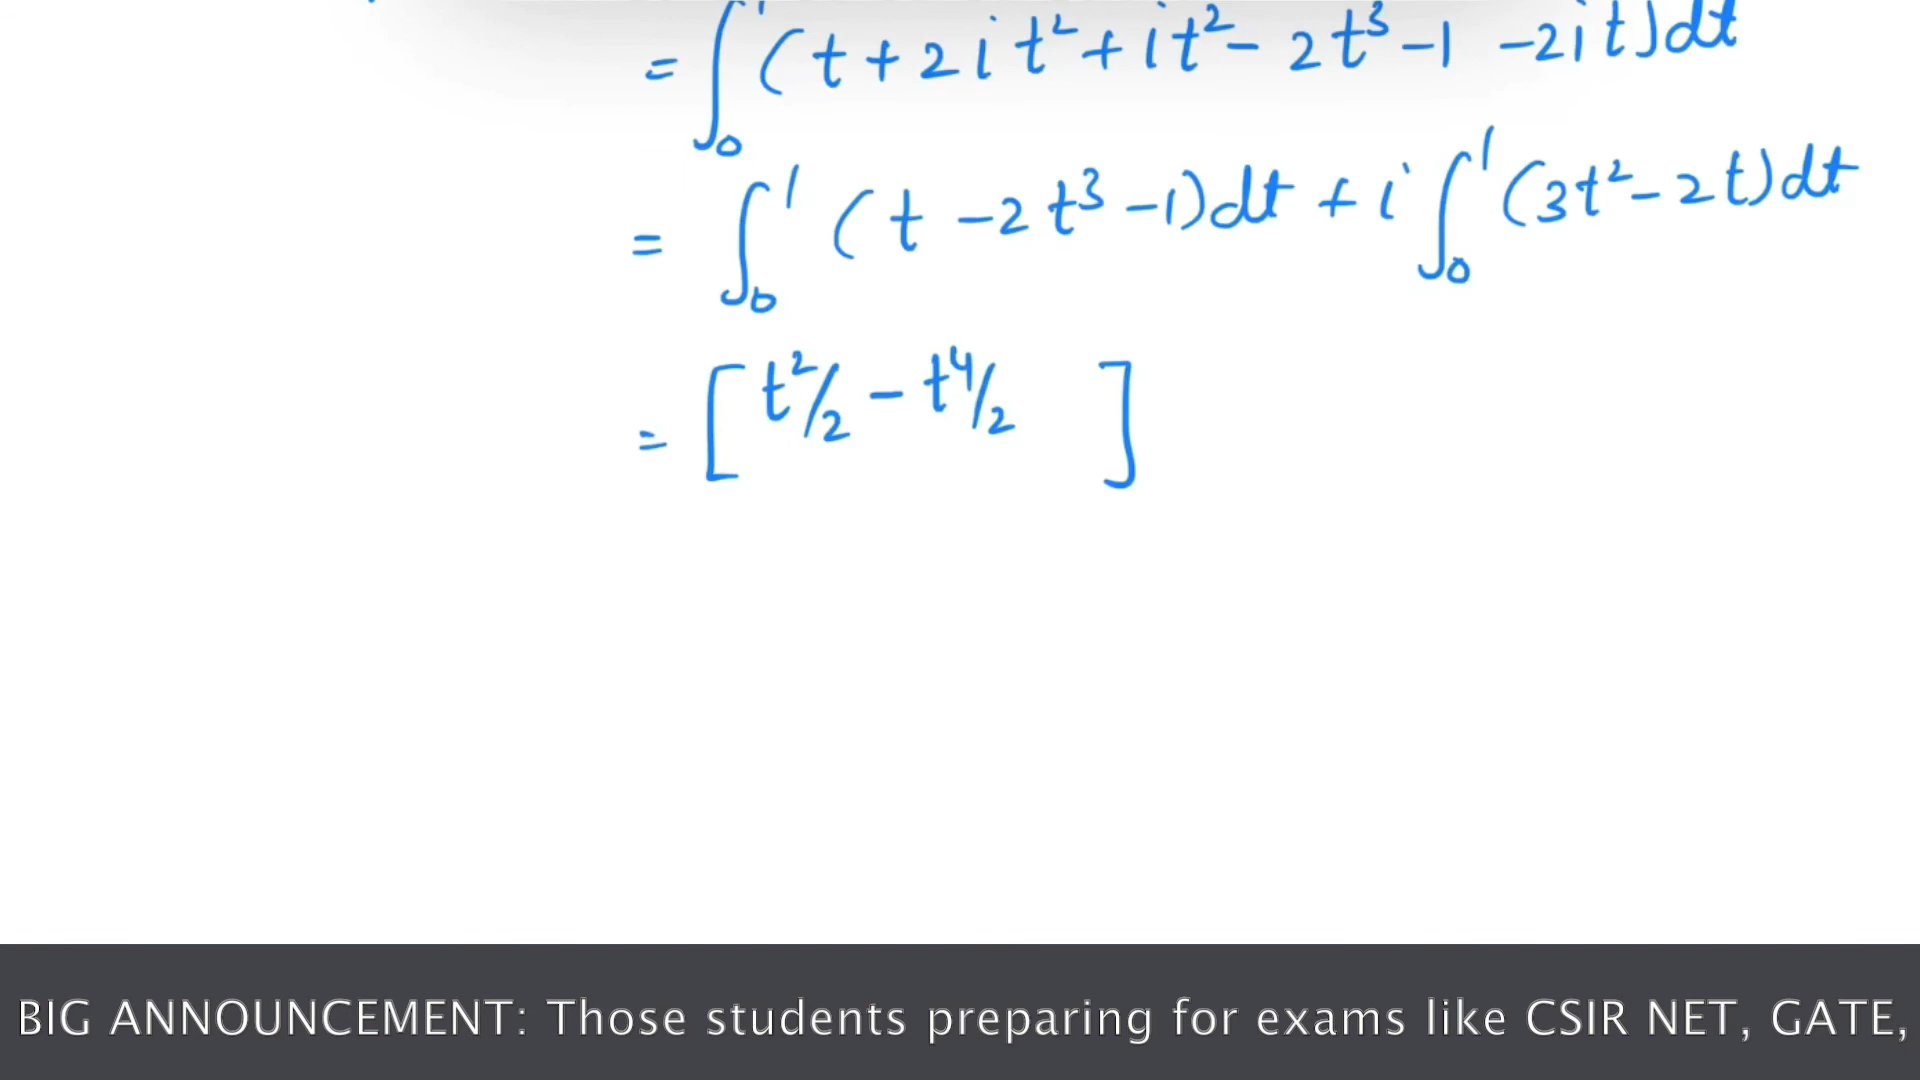 = ∫₀¹ (t + 2it² + it² - 2t³ - 1 - 2it)dt
= ∫₀¹ (t - 2t³ - 1)dt + i ∫₀¹ (3t² - 2t)dt
= [t²/2 - t⁴/2 ]
BIG ANNOUNCEMENT: Those students preparing for exams like CSIR NET, GATE,